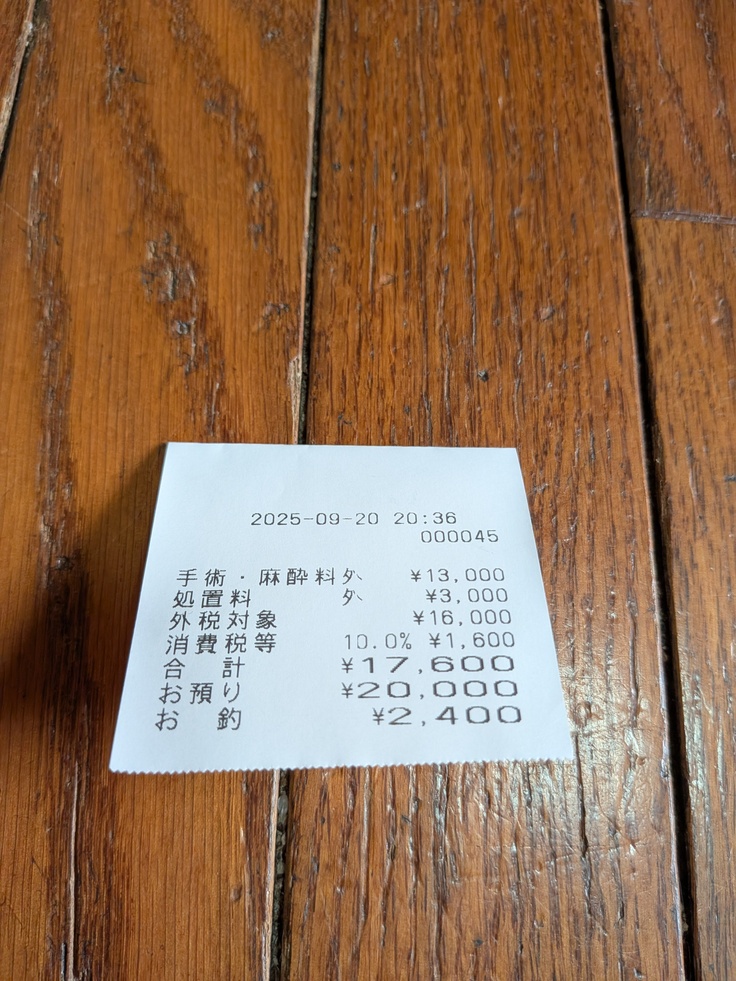 2025-09-20 20:36
000045
手術・麻酔料外 ¥13,000
処置料 外 ¥3,000
外税対象 ¥16,000
消費税等 10.0% ¥1,600
合 計 ¥17,600
お預り ¥20,000
お 釣 ¥2,400